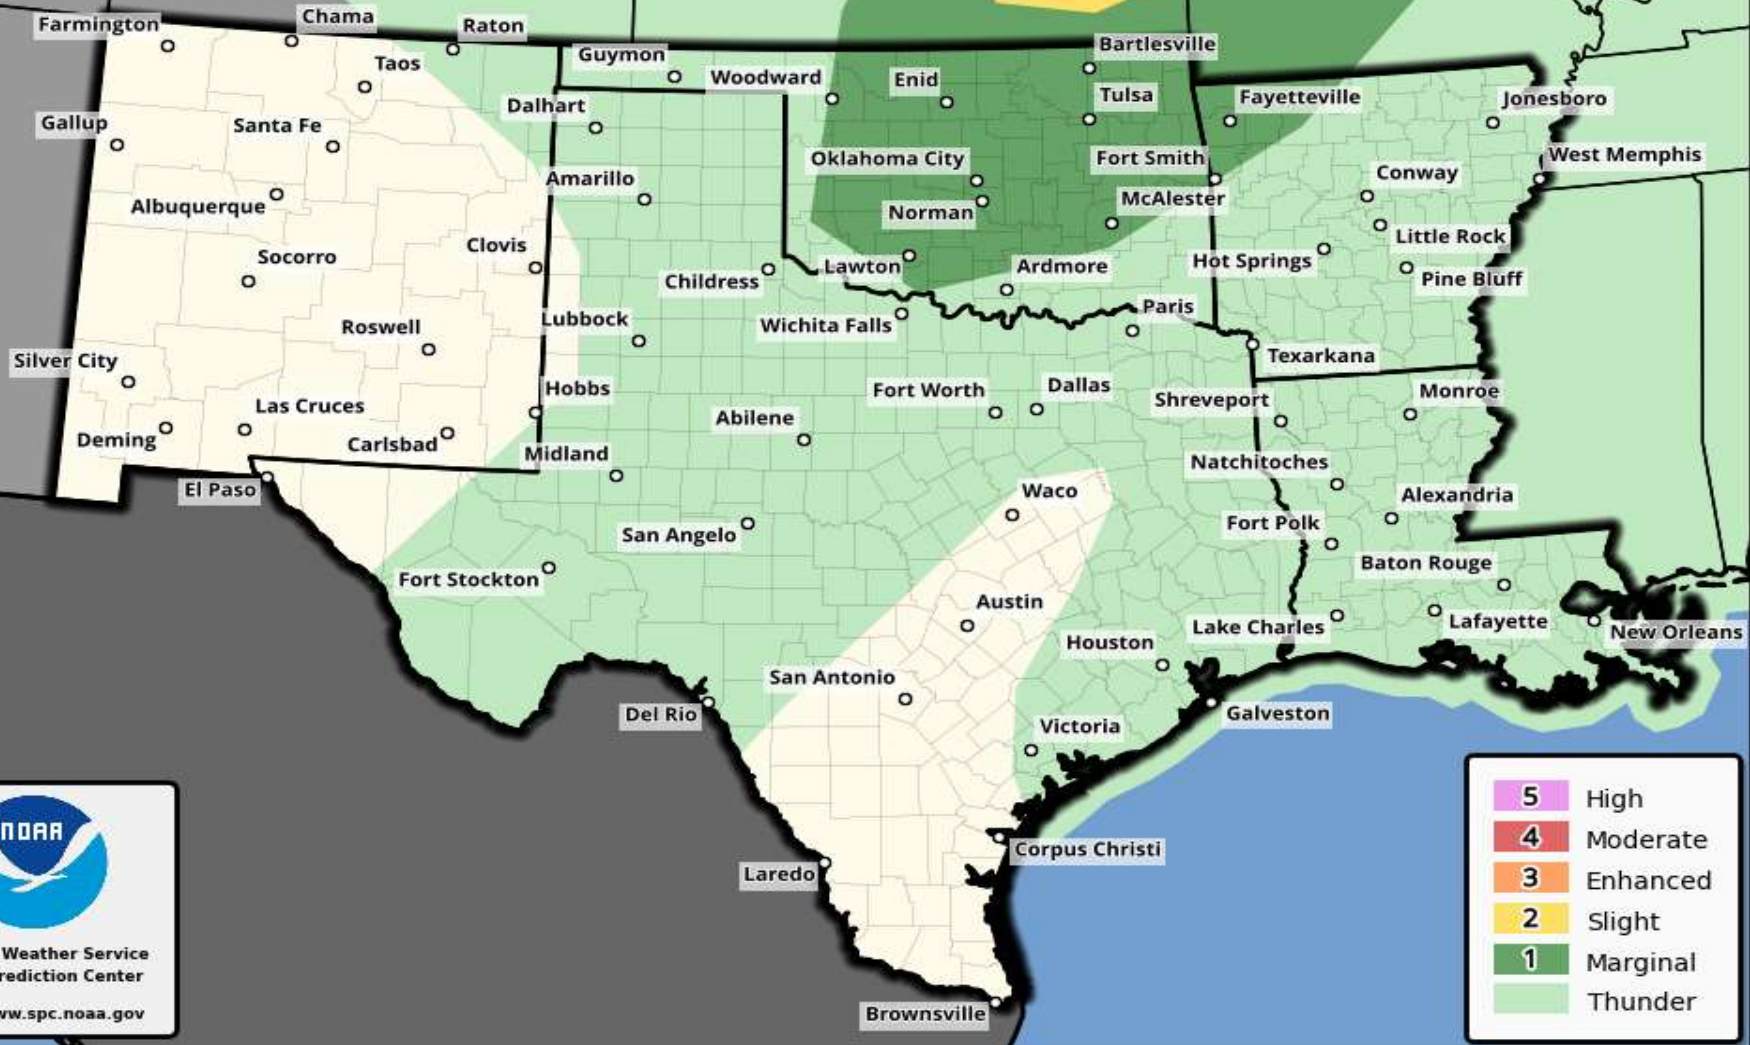 Farmington
Chama
Raton
Taos
Guymon
Woodward
Enid
Bartlesville
Tulsa
Fayetteville
Jonesboro
Gallup
Santa Fe
Dalhart
Amarillo
Oklahoma City
Fort Smith
West Memphis
Conway
Albuquerque
Norman
McAlester
Little Rock
Socorro
Clovis
Childress
Lawton
Ardmore
Hot Springs
Pine Bluff
Roswell
Lubbock
Wichita Falls
Paris
Silver City
Texarkana
Las Cruces
Hobbs
Fort Worth
Dallas
Shreveport
Monroe
Deming
Carlsbad
Abilene
Midland
Natchitoches
El Paso
Waco
Alexandria
San Angelo
Fort Polk
Fort Stockton
Baton Rouge
Austin
Lake Charles
Lafayette
New Orleans
Houston
San Antonio
Del Rio
Victoria
Galveston
Corpus Christi
Laredo
Brownsville
NOAA
Weather Service
rediction Center
ww.spc.noaa.gov
5 High
4 Moderate
3 Enhanced
2 Slight
1 Marginal
Thunder